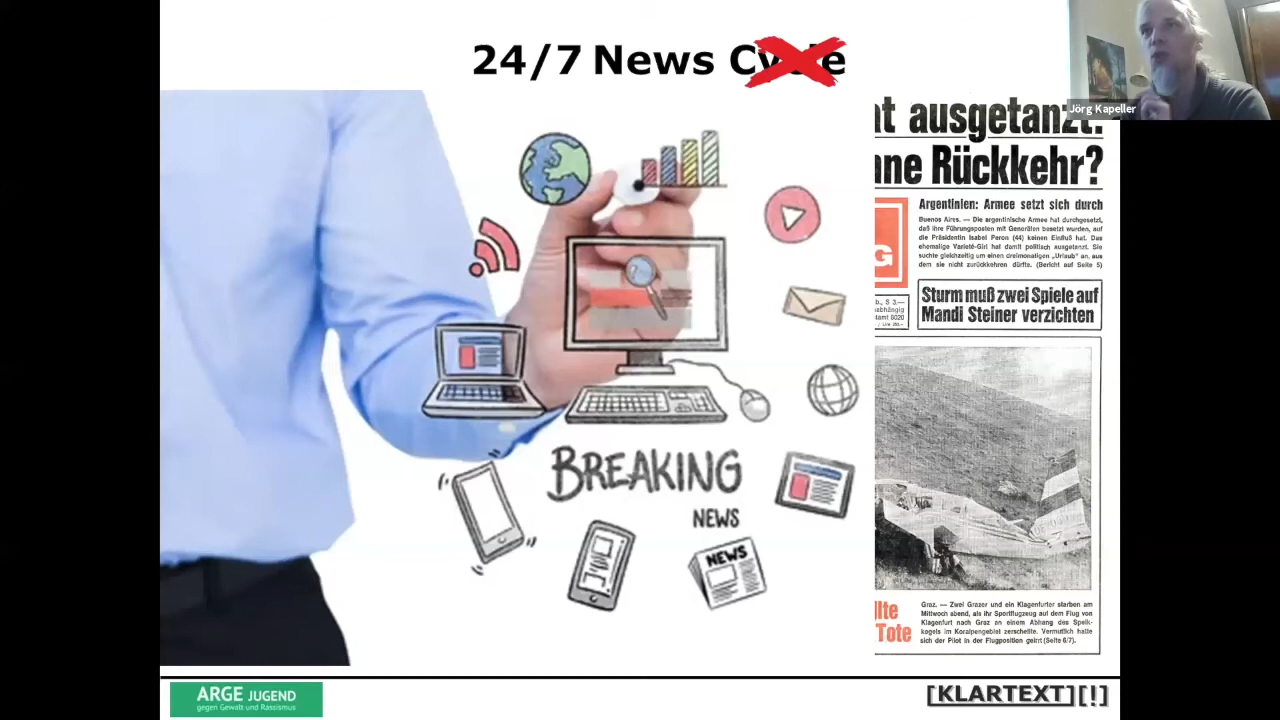 24/7 News Cycle
Jörg Kapeller
ausgetanzt.
Rückkehr?
Argentinien: Armee setzt sich durch
Buenos Aires. — Die argentinische Armee hat durchgesetzt,
daß ihre Führungsposten mit Generälen besetzt wurden, auf
die Präsidentin Isabel Peron (44) keinen Einfluß hat. Das
ehemalige Varieté-Girl hat damit politisch ausgetanzt. Sie
suchte gleichzeitig um einen dreimonatigen „Urlaub" an, aus
dem sie nicht zurückkehren dürfte. (Bericht auf Seite 5)
G
S 3.—
6020
Sturm muß zwei Spiele auf
Mandi Steiner verzichten
BREAKING
NEWS
NEWS
Graz. — Zwei Grazer und ein Klagenfurter starben am
Mittwoch abend, als ihr Sportflugzeug auf dem Flug von
Klagenfurt nach Graz an einem Abhang des Speik-
kogels im Koralpengebiet zerschellte. Vermutlich hatte
sich der Pilot in der Flugposition geirrt (Seite 6/7).
Tote
ARGE JUGEND
gegen Gewalt und Rassismus
[KLARTEXT][!]